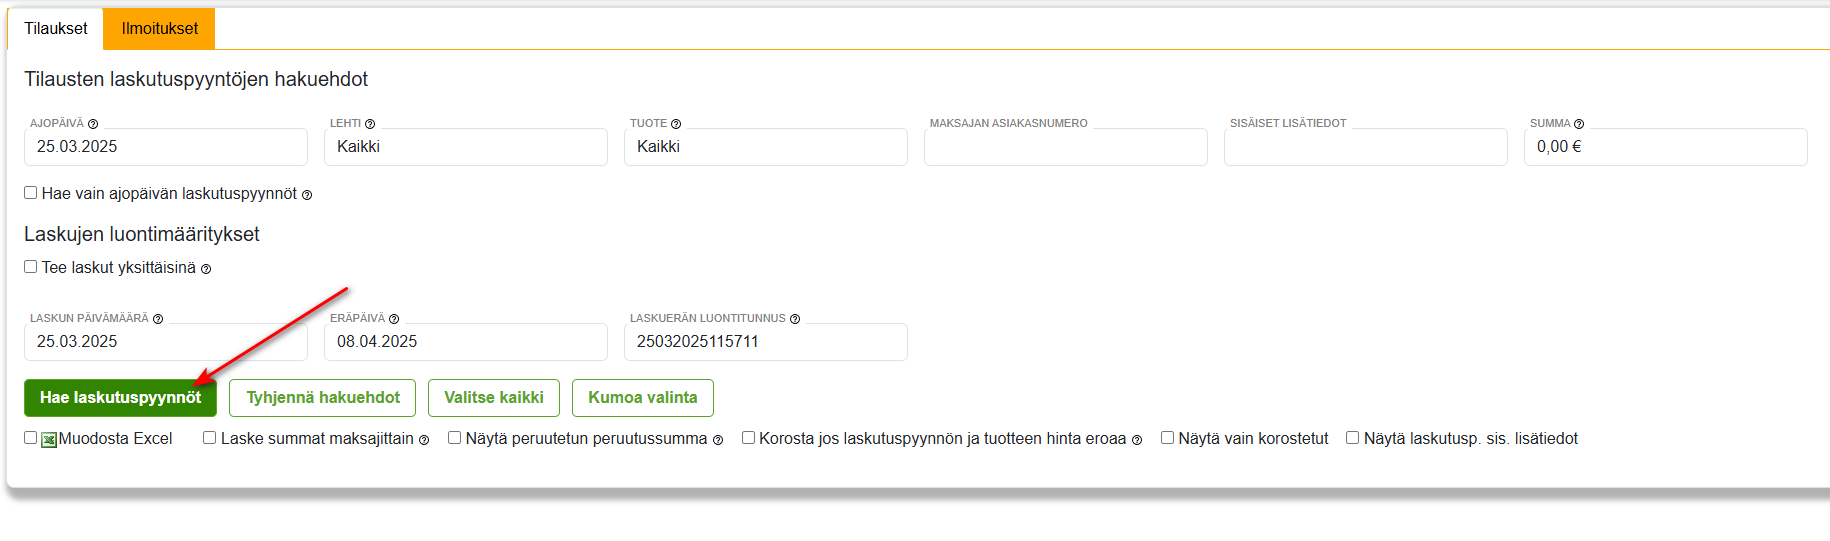 Tilaukset Ilmoitukset
Tilausten laskutuspyyntöjen hakuehdot
AJOPÄIVÄ LEHTI TUOTE MAKSAJAN ASIAKASNUMERO SISÄISET LISÄTIEDOT SUMMA
25.03.2025 Kaikki Kaikki 0,00 €
Hae vain ajopäivän laskutuspyynnöt
Laskujen luontimääritykset
Tee laskut yksittäisinä
LASKUN PÄIVÄMÄÄRÄ ERÄPÄIVÄ LASKUERÄN LUONTITUNNUS
25.03.2025 08.04.2025 25032025115711
Hae laskutuspyynnöt Tyhjennä hakuehdot Valitse kaikki Kumoa valinta
Muodosta Excel Laske summat maksajittain Näytä peruutetun peruutussumma Korosta jos laskutuspyynnön ja tuotteen hinta eroaa Näytä vain korostetut Näytä laskutusp. sis. lisätiedot